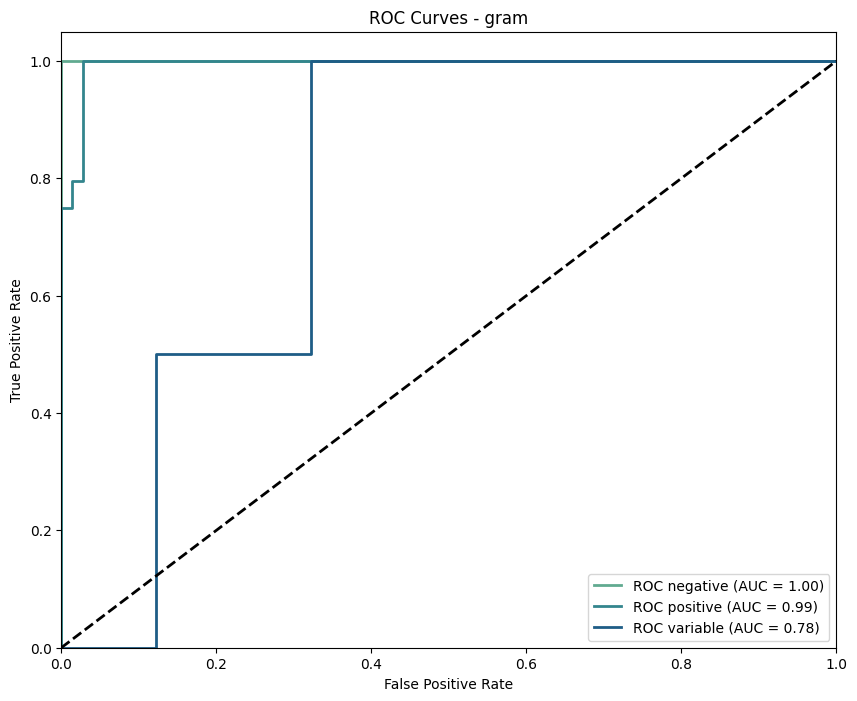 ROC Curves - gram
1.0
0.8
0.6
0.4
0.2
0.0
True Positive Rate
0.0 0.2 0.4 0.6 0.8 1.0
False Positive Rate
ROC negative (AUC = 1.00)
ROC positive (AUC = 0.99)
ROC variable (AUC = 0.78)